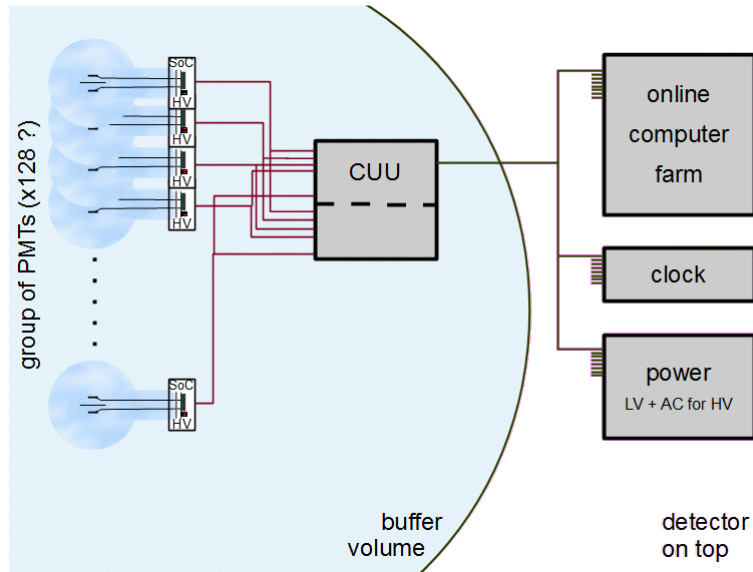 group of PMTs (x128 ?)
SoC
HV
SoC
HV
HV
HV
SoC
HV
CUU
online
computer
farm
clock
power
LV + AC for HV
buffer
volume
detector
on top